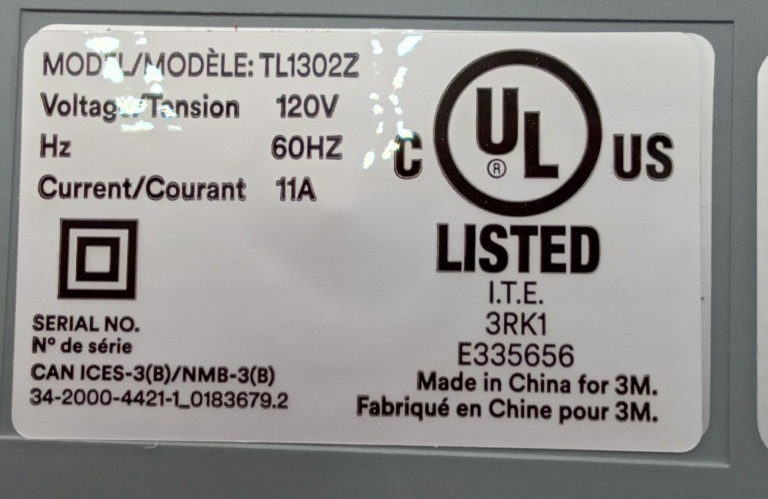 MODEL/MODÈLE: TL1302Z
Voltage/Tension 120V
Hz 60HZ
Current/Courant 11A
C UL ® US
LISTED
I.T.E.
3RK1
E335656
SERIAL NO.
Nº de série
CAN ICES-3(B)/NMB-3(B)
34-2000-4421-1_0183679.2
Made in China for 3M.
Fabriqué en Chine pour 3M.